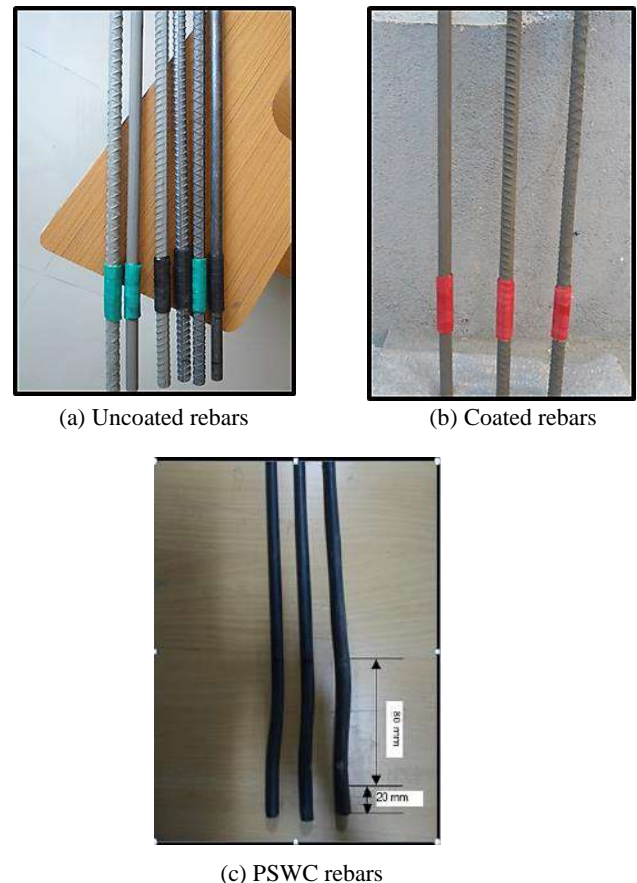 (a) Uncoated rebars
(b) Coated rebars
80 mm
20 mm
(c) PSWC rebars